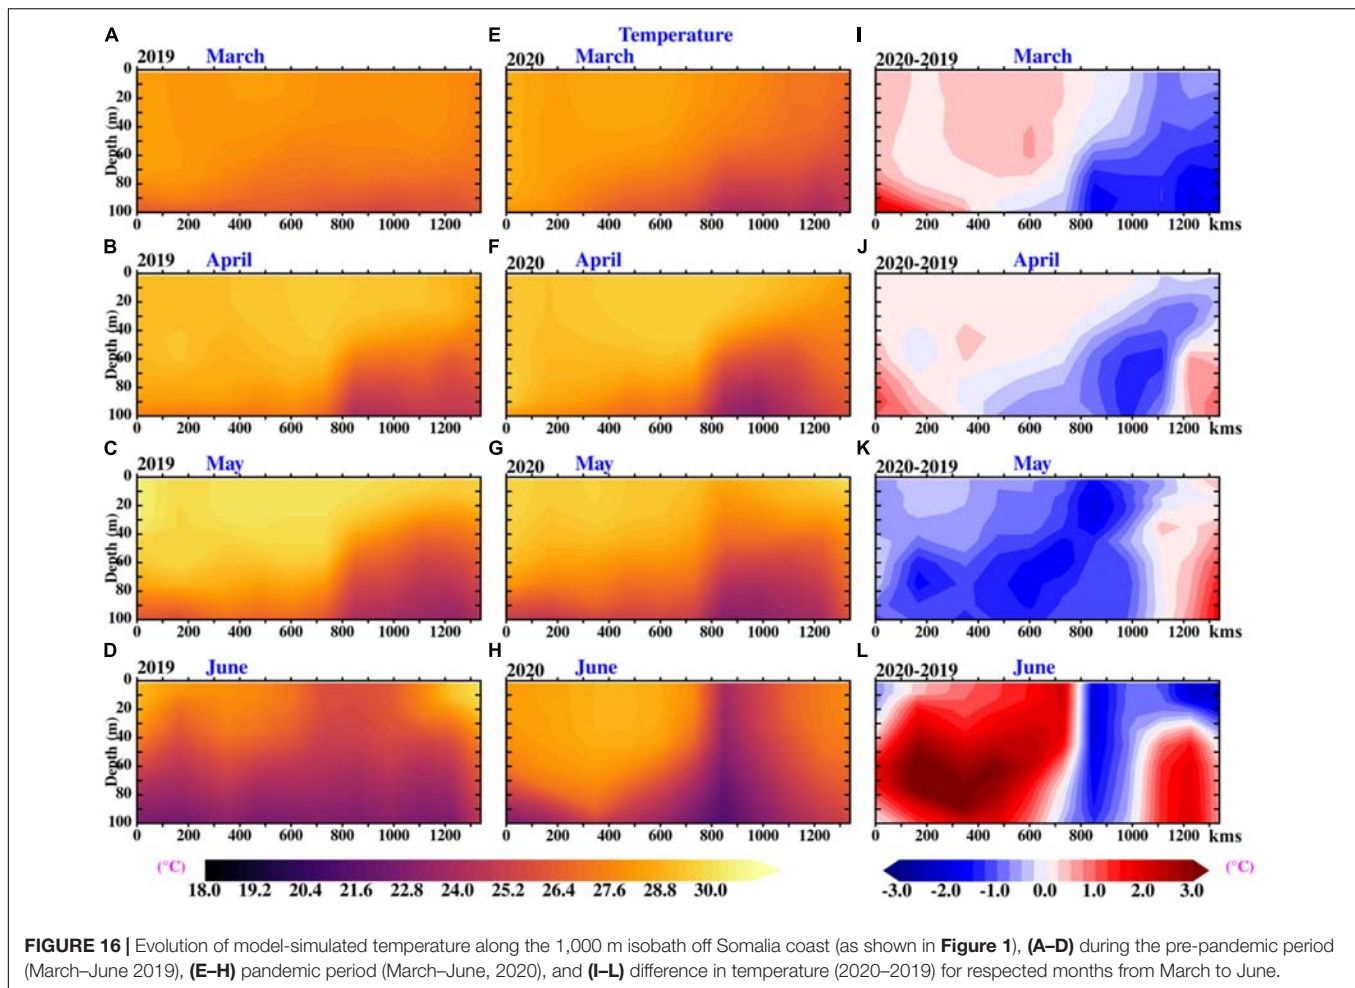 A E Temperature I
2019 March 2020 March 2020-2019 March
Depth (m)
0
20
40
60
80
100
0 200 400 600 800 1000 1200
0 200 400 600 800 1000 1200
0 200 400 600 800 1000 1200 kms
B F J
2019 April 2020 April 2020-2019 April
Depth (m)
0
20
40
60
80
100
0 200 400 600 800 1000 1200
0 200 400 600 800 1000 1200
0 200 400 600 800 1000 1200 kms
C G K
2019 May 2020 May 2020-2019 May
Depth (m)
0
20
40
60
80
100
0 200 400 600 800 1000 1200
0 200 400 600 800 1000 1200
0 200 400 600 800 1000 1200 kms
D H L
2019 June 2020 June 2020-2019 June
Depth (m)
0
20
40
60
80
100
0 200 400 600 800 1000 1200
0 200 400 600 800 1000 1200
0 200 400 600 800 1000 1200 kms
(°C)
18.0 19.2 20.4 21.6 22.8 24.0 25.2 26.4 27.6 28.8 30.0
(°C)
-3.0 -2.0 -1.0 0.0 1.0 2.0 3.0
FIGURE 16 | Evolution of model-simulated temperature along the 1,000 m isobath off Somalia coast (as shown in Figure 1), (A–D) during the pre-pandemic period
(March–June 2019), (E–H) pandemic period (March–June, 2020), and (I–L) difference in temperature (2020–2019) for respected months from March to June.